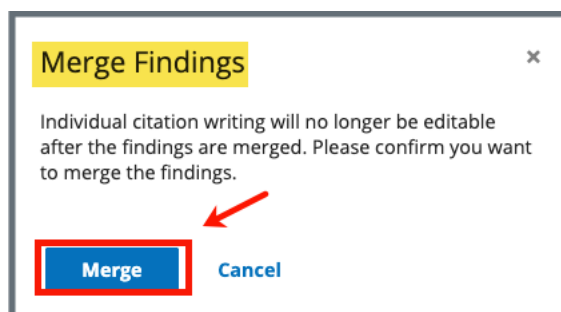 Merge Findings
×
Individual citation writing will no longer be editable
after the findings are merged. Please confirm you want
to merge the findings.
Merge Cancel